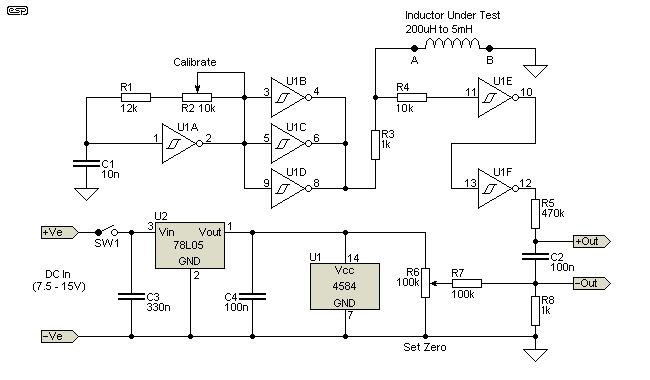 esp
Inductor Under Test
200uH to 5mH
A
B
Calibrate
R1
12k
R2 10k
U1B
3
4
R4
10k
U1E
11
10
U1A
1
2
U1C
5
6
R3
1k
C1
10n
U1D
9
8
U1F
13
12
R5
470k
+Ve
SW1
U2
3
Vin
Vout
1
78L05
GND
2
+Out
C2
100n
–Out
DC In
(7.5 - 15V)
C3
330n
C4
100n
U1
14
Vcc
4584
GND
7
R6
100k
R7
100k
R8
1k
–Ve
Set Zero